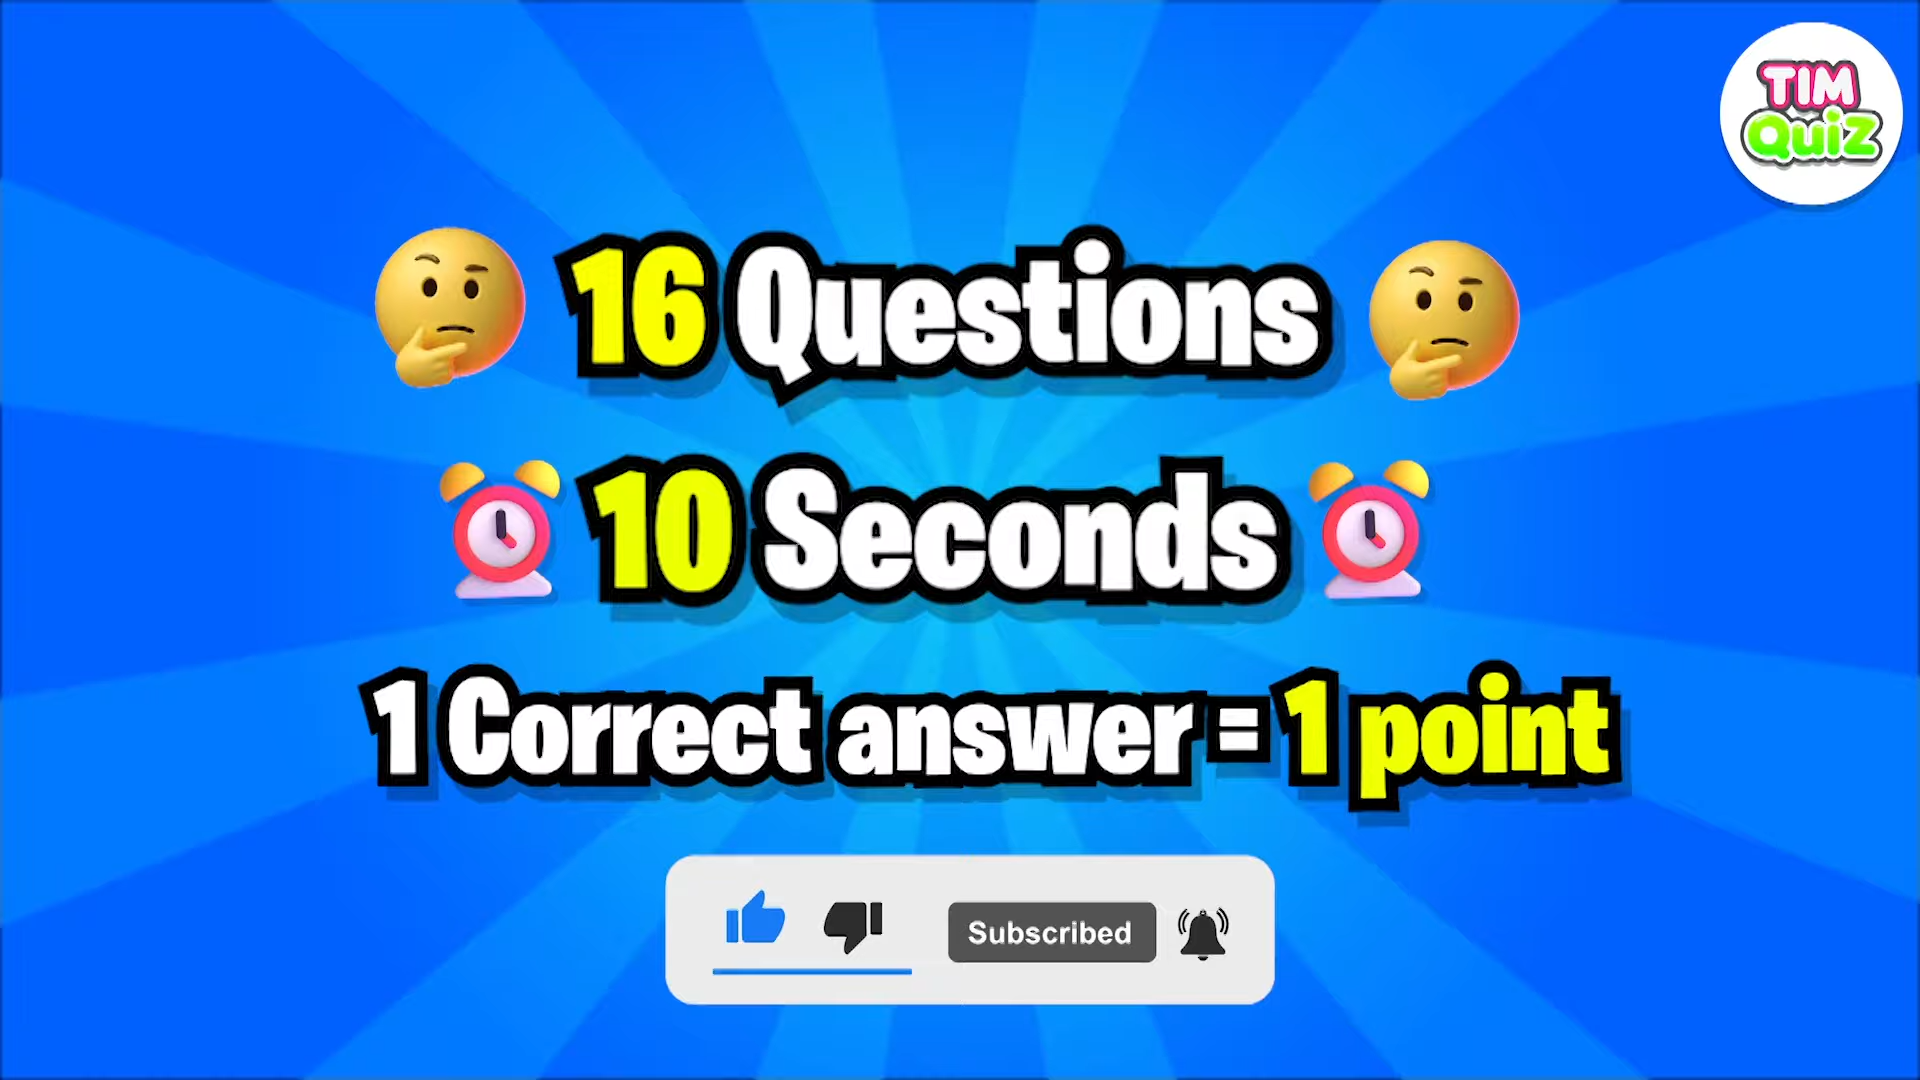 TIM
Quiz
16 Questions
10 Seconds
1 Correct answer = 1 point
Subscribed